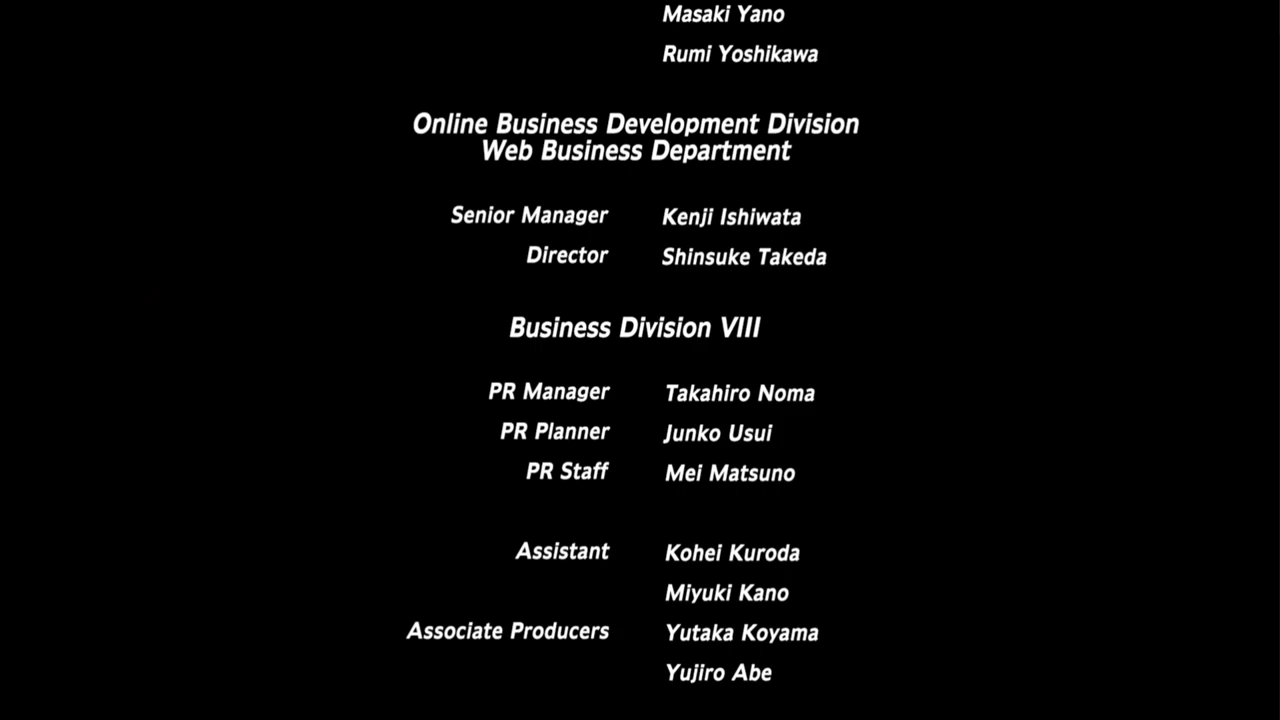 Masaki Yano
Rumi Yoshikawa
Online Business Development Division
Web Business Department
Senior Manager Kenji Ishiwata
Director Shinsuke Takeda
Business Division VIII
PR Manager Takahiro Noma
PR Planner Junko Usui
PR Staff Mei Matsuno
Assistant Kohei Kuroda
Miyuki Kano
Associate Producers Yutaka Koyama
Yujiro Abe